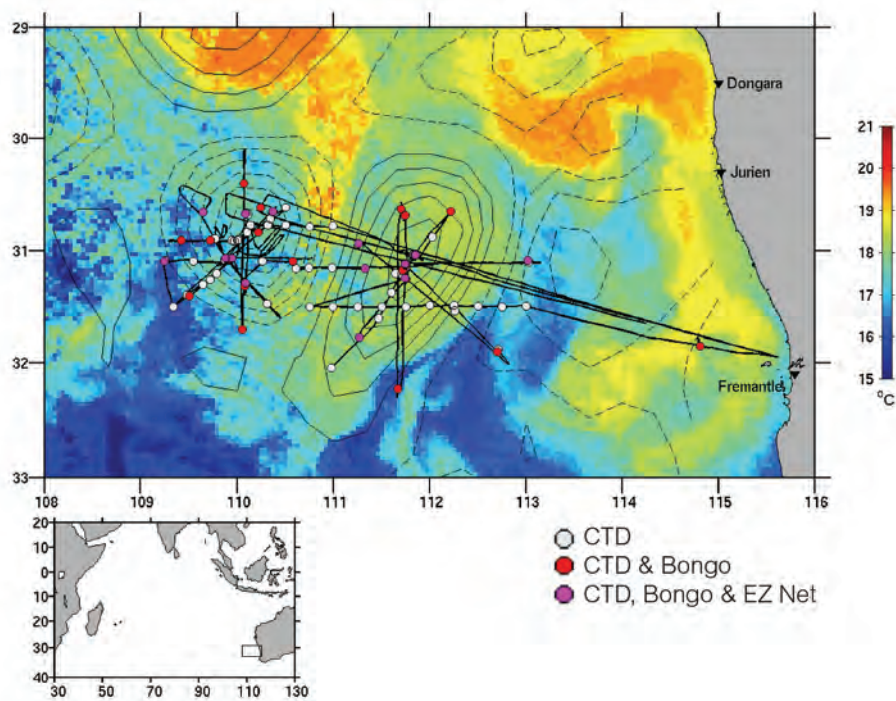 29
30
31
32
33
108 109 110 111 112 113 114 115 116
Dongara
Jurien
Fremantle
21
20
19
18
17
16
15
°C
CTD
CTD & Bongo
CTD, Bongo & EZ Net
20
10
0
10
20
30
40
30 50 70 90 110 130